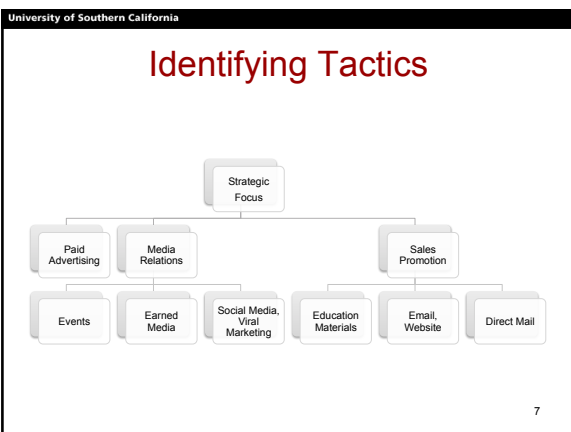 University of Southern California
Identifying Tactics
Strategic
Focus
Paid
Advertising
Media
Relations
Sales
Promotion
Events
Earned
Media
Social Media,
Viral
Marketing
Education
Materials
Email,
Website
Direct Mail
7